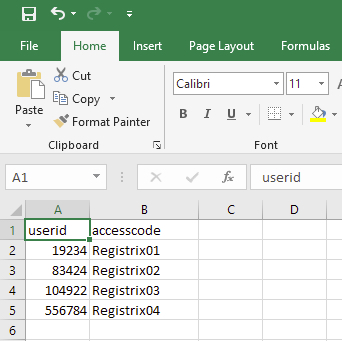 File Home Insert Page Layout Formulas
Cut
Copy
Paste
Format Painter
Clipboard
Calibri 11
B I U
Font
A1 fx userid
A B C D
1 userid accesscode
2 19234 Registrix01
3 83424 Registrix02
4 104922 Registrix03
5 556784 Registrix04
6